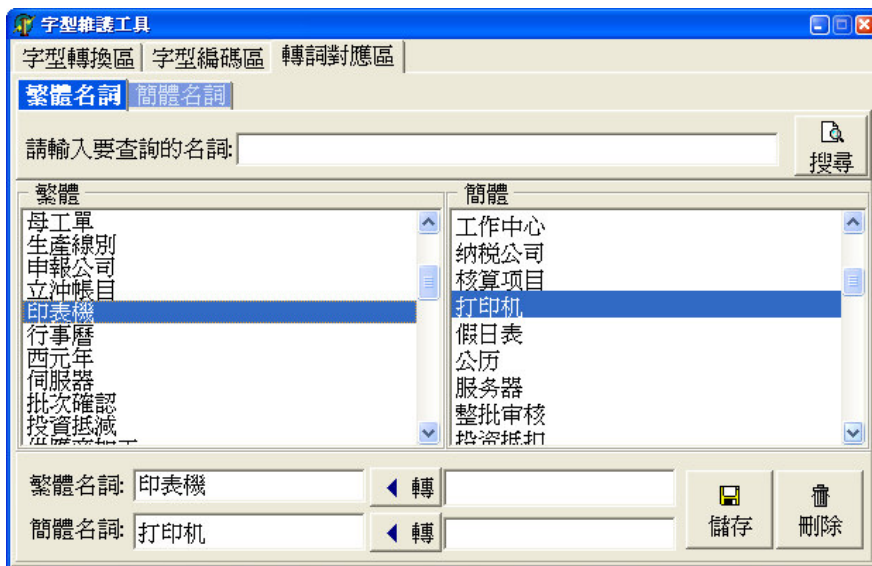 字型維護工具
字型轉換區 字型編碼區 轉詞對應區
繁體名詞 簡體名詞
請輸入要查詢的名詞:
搜尋
繁體
母工單
生產線別
申報公司
立沖帳目
印表機
行事曆
西元年
伺服器
批次確認
投資抵減
簡體
工作中心
纳税公司
核算项目
打印机
假日表
公历
服务器
整批审核
投资抵扣
繁體名詞: 印表機 轉
簡體名詞: 打印机 轉
儲存
刪除